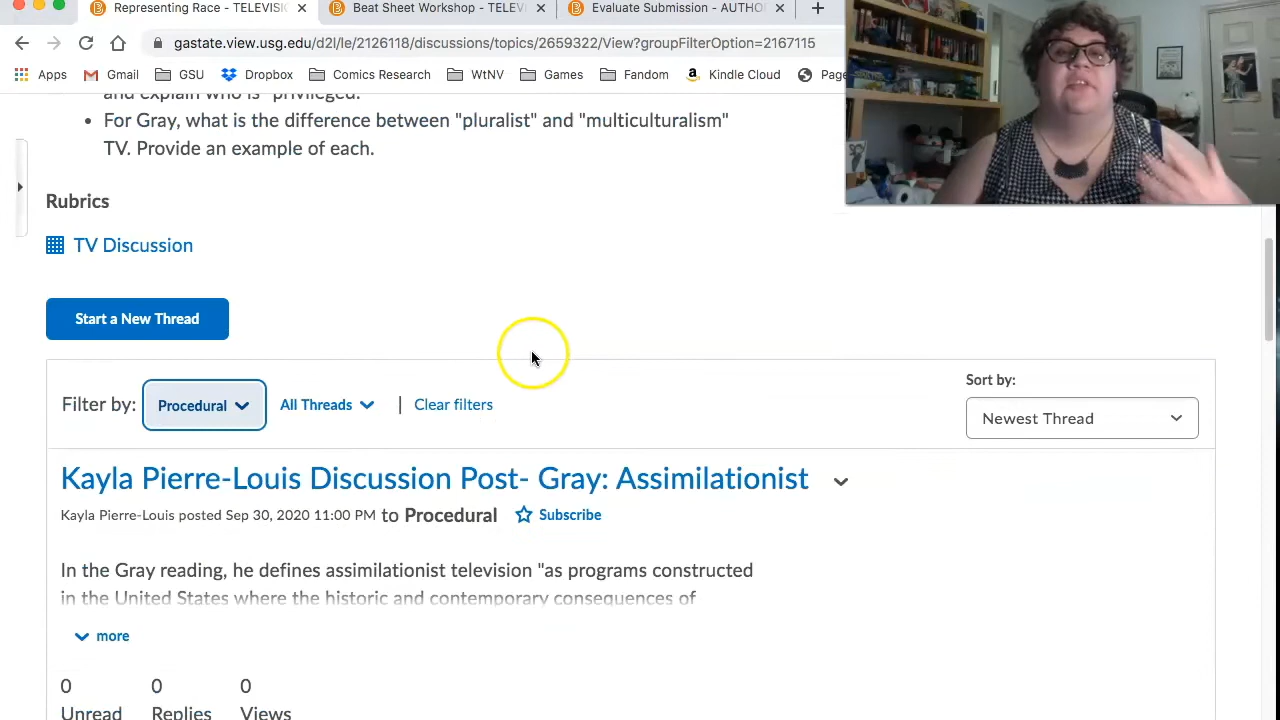 Representing Race - TELEVISI
Beat Sheet Workshop - TELEV
Evaluate Submission - AUTHO
gastate.view.usg.edu/d2l/le/2126118/discussions/topics/2659322/View?groupFilterOption=2167115
Apps Gmail GSU Dropbox Comics Research WtNV Games Fandom Kindle Cloud Page
and explain who is "privileged."
• For Gray, what is the difference between "pluralist" and "multiculturalism"
TV. Provide an example of each.
Rubrics
TV Discussion
Start a New Thread
Sort by:
Filter by: Procedural All Threads | Clear filters
Newest Thread
Kayla Pierre-Louis Discussion Post- Gray: Assimilationist
Kayla Pierre-Louis posted Sep 30, 2020 11:00 PM to Procedural Subscribe
In the Gray reading, he defines assimilationist television "as programs constructed
in the United States where the historic and contemporary consequences of
more
0 0 0
Unread Replies Views